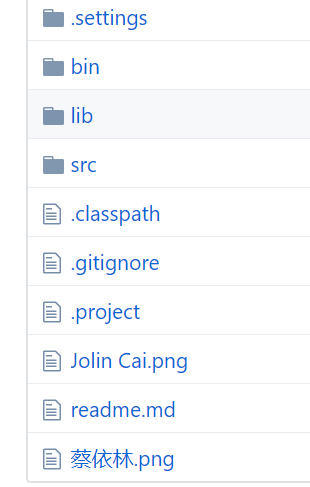 .settings
bin
lib
src
.classpath
.gitignore
.project
Jolin Cai.png
readme.md
蔡依林.png